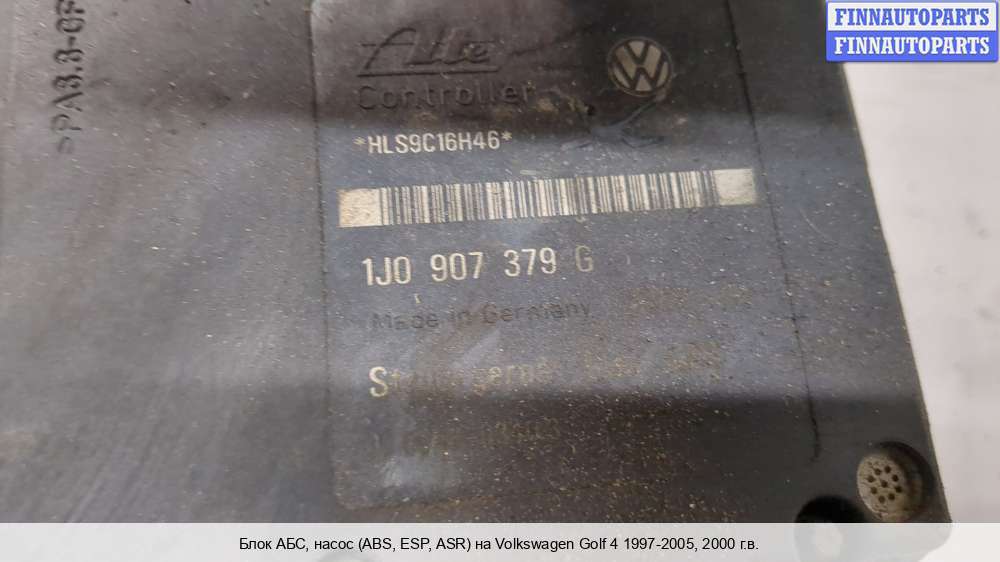 FINNAUTOPARTS
FINNAUTOPARTS
Ate
Controller
*HLS9C16H46*
1J0 907 379 G
Made in Germany
Блок АБС, насос (ABS, ESP, ASR) на Volkswagen Golf 4 1997-2005, 2000 г.в.